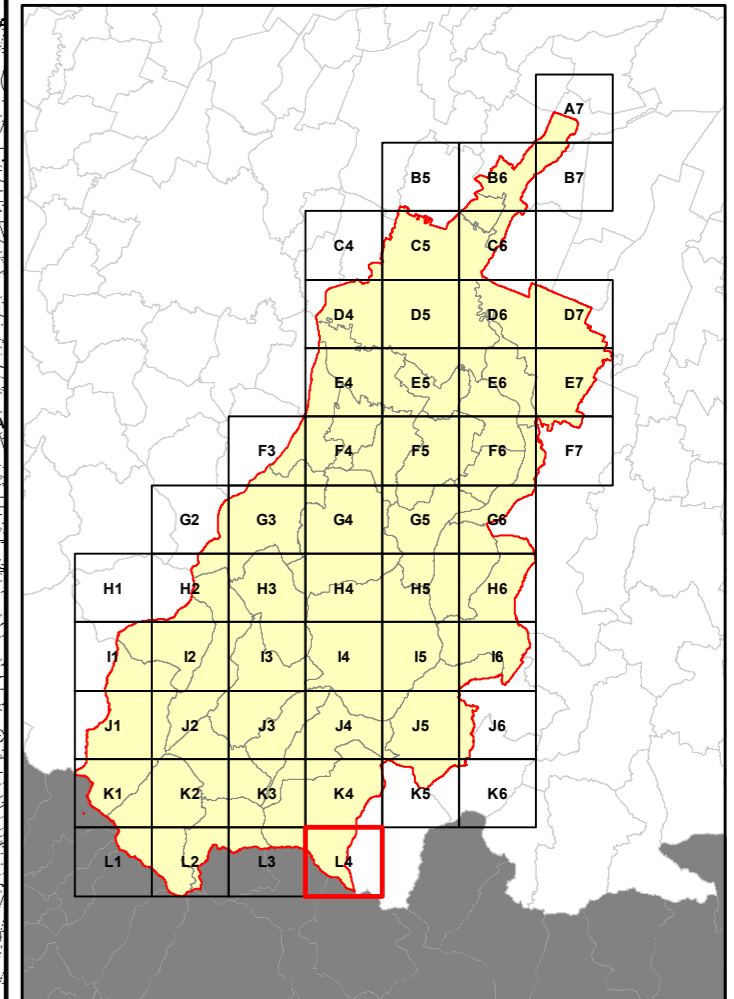 A7
B5 B6 B7
C4 C5 C6
D4 D5 D6 D7
E4 E5 E6 E7
F3 F4 F5 F6 F7
G2 G3 G4 G5 G6
H1 H2 H3 H4 H5 H6
I1 I2 I3 I4 I5 I6
J1 J2 J3 J4 J5 J6
K1 K2 K3 K4 K5 K6
L1 L2 L3 L4